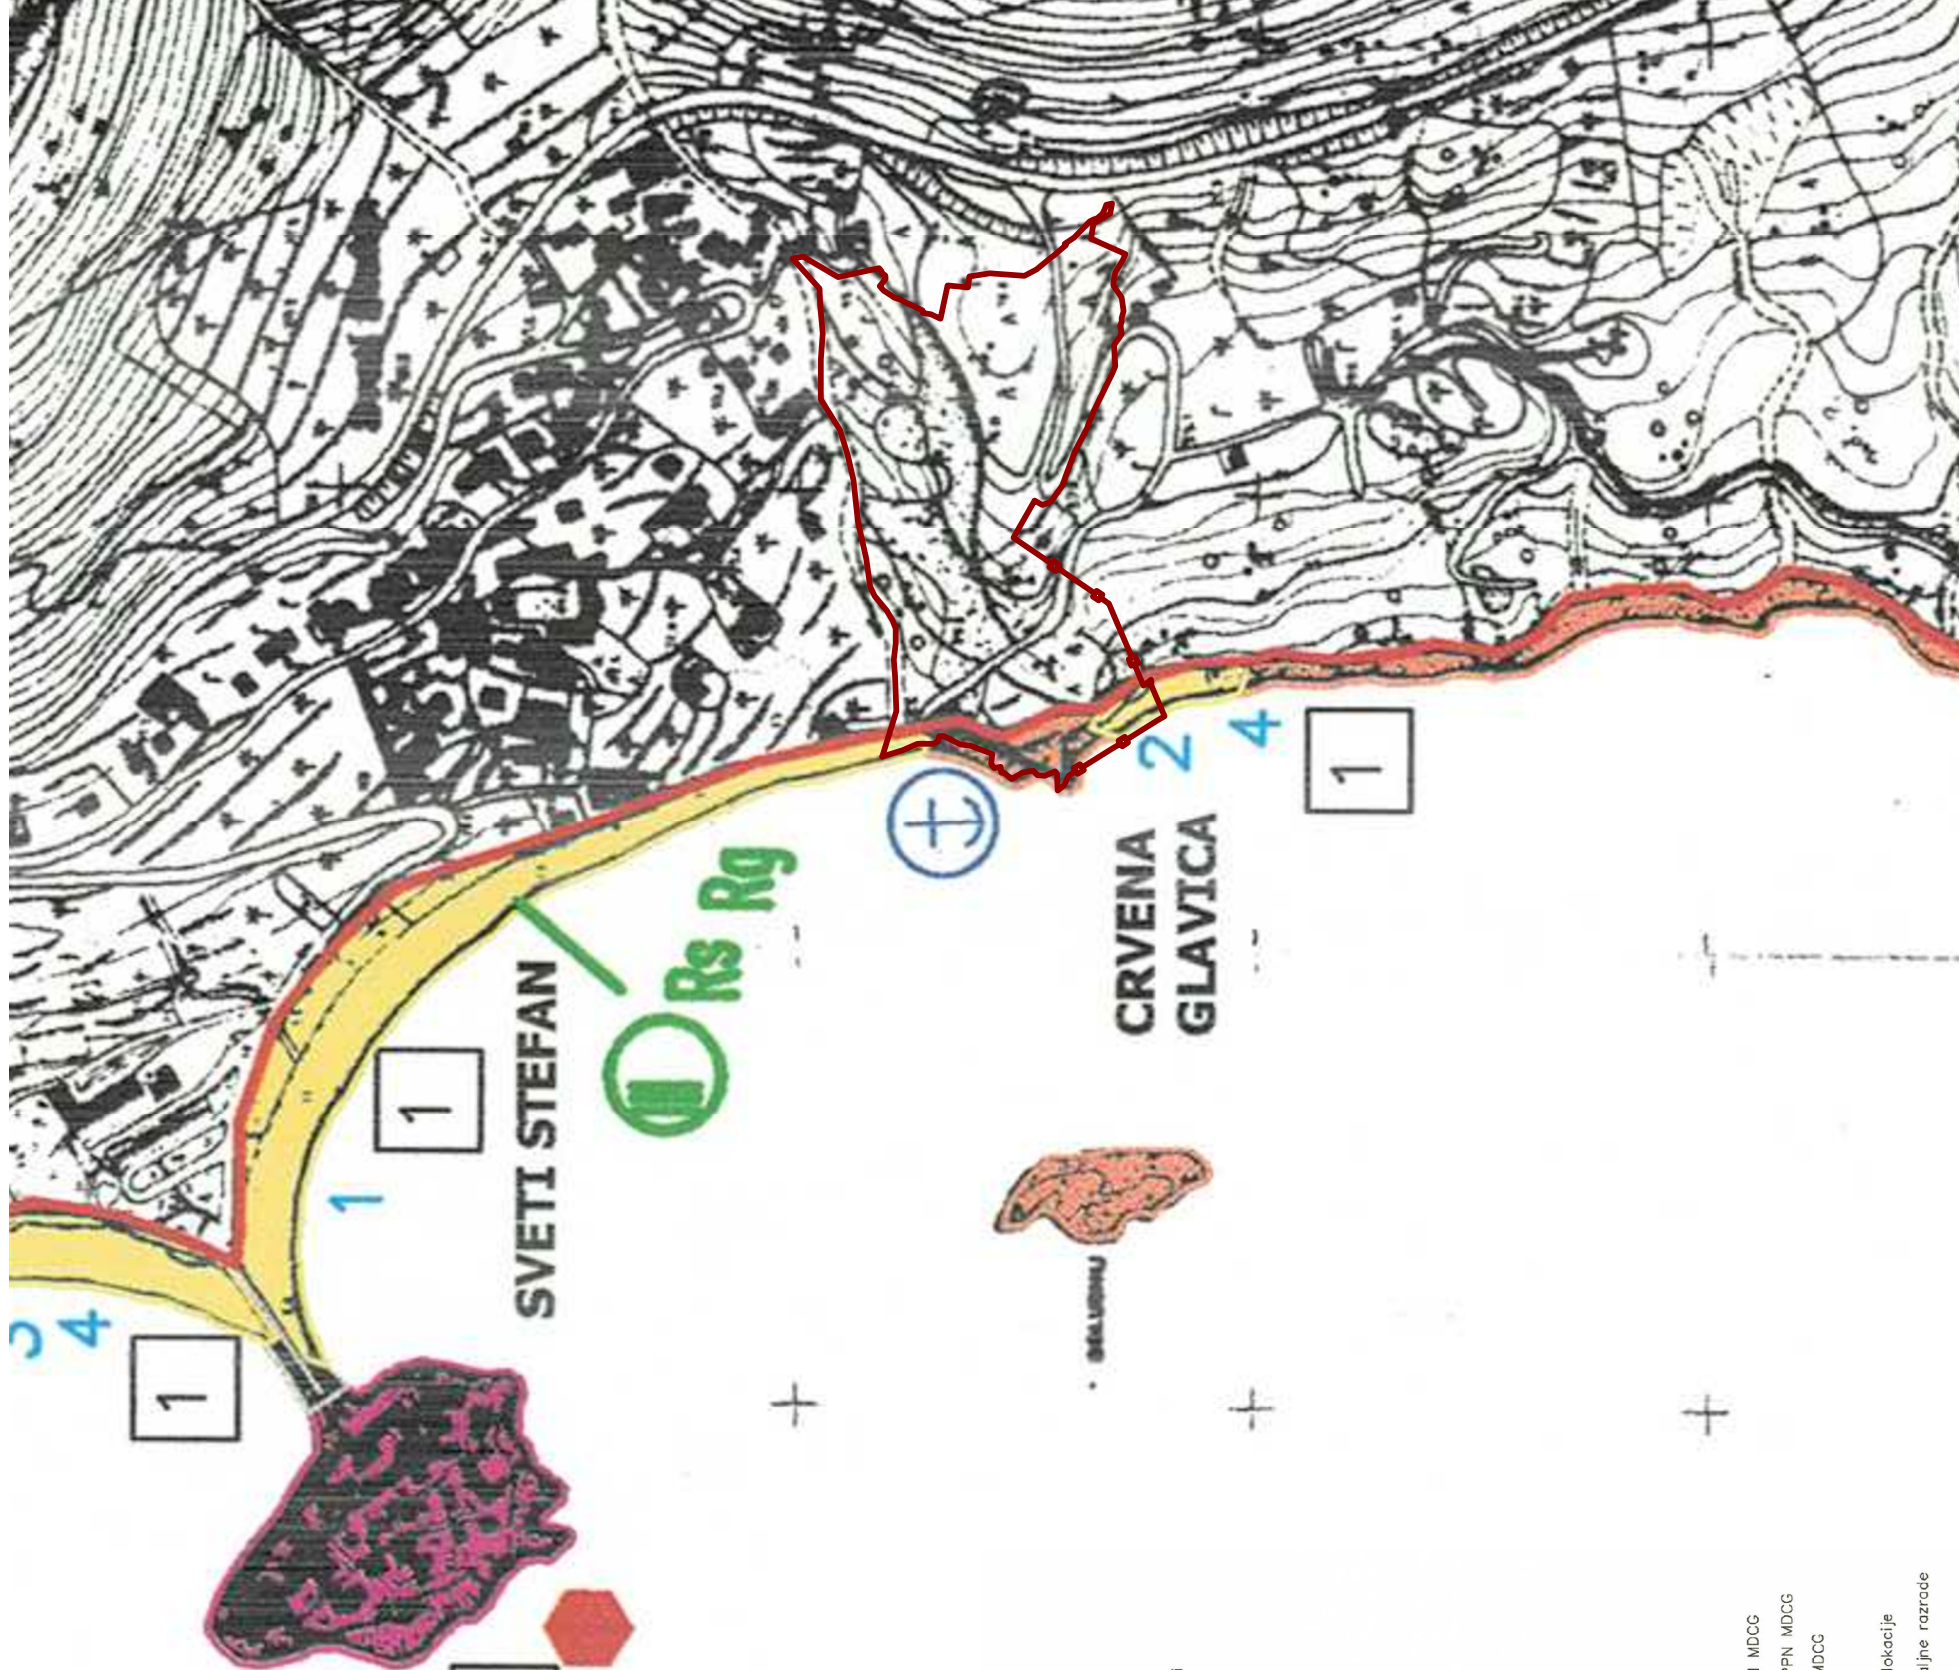 Rs Rg
SVETI STEFAN
CRVENA
GLAVICA
2
4
1
1
1
4
1
MDCG
PPN MDCG
MDCG
lokacije
razrade